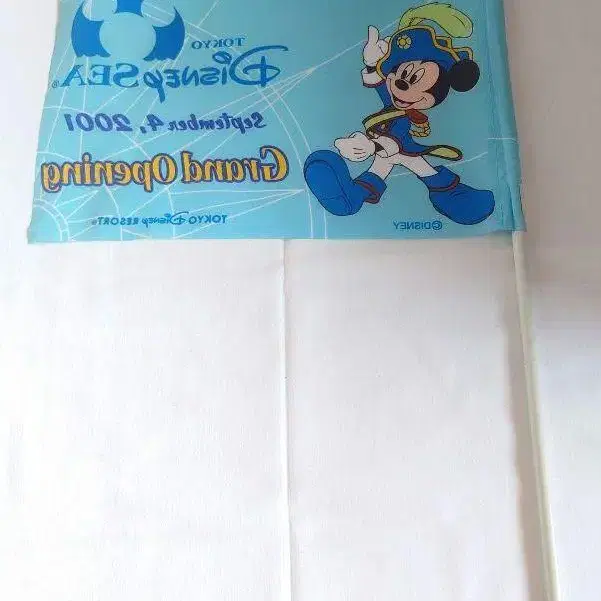 TOKYO
DISNEYSEA®
September 4, 2001
Grand Opening
TOKYO DISNEY RESORT®
©DISNEY